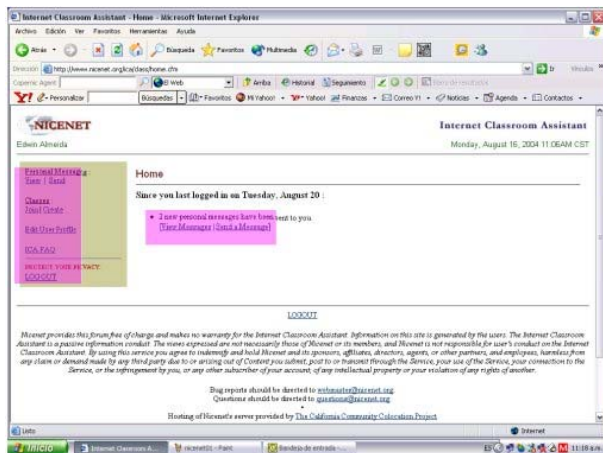 Internet Classroom Assistant - Home - Microsoft Internet Explorer
Archivo Edición Ver Favoritos Herramientas Ayuda
Atrás Búsqueda Favoritos Multimedia
Dirección http://www.nicenet.org/ica/class/home.cfm Ir Vínculos
Copernic Agent El Web Arriba Historial Seguimiento
Y! Personalizar Búsquedas Favoritos Mi Yahoo! Yahoo! Finanzas Correo Y! Noticias Agenda Contactos
NICENET Internet Classroom Assistant
Edwin Almeida Monday, August 16, 2004 11:06AM CST
Personal Messages: Home
View | Send
Since you last logged in on Tuesday, August 20 :
Classes:
Join | Create
2 new personal messages have been sent to you
[View Messages | Send a Message]
Edit User Profile
ICA FAQ
PROTECT YOUR PRIVACY:
LOGOUT
LOGOUT
Nicenet provides this forum free of charge and makes no warranty for the Internet Classroom Assistant. Information on this site is generated by the users. The Internet Classroom
Assistant is a passive information conduit. The views expressed are not necessarily those of Nicenet or its members, and Nicenet is not responsible for user's conduct on the Internet
Classroom Assistant. By using this service you agree to indemnify and hold Nicenet and its sponsors, affiliates, directors, agents, or other partners, and employees, harmless from
any claim or demand made by any third party due to or arising out of Content you submit, post to or transmit through the Service, your use of the Service, your connection to the
Service, or the infringement by you, or any other subscriber of your account, of any intellectual property or your violation of any rights of another.
Bug reports should be directed to webmaster@nicenet.org
Questions should be directed to questions@nicenet.org
Hosting of Nicenet's server provided by The California Community Colocation Project
Listo Internet
Inicio Internet Classroom A... nicenet01 - Paint Bandeja de entrada -... ES 11:18 a.m.